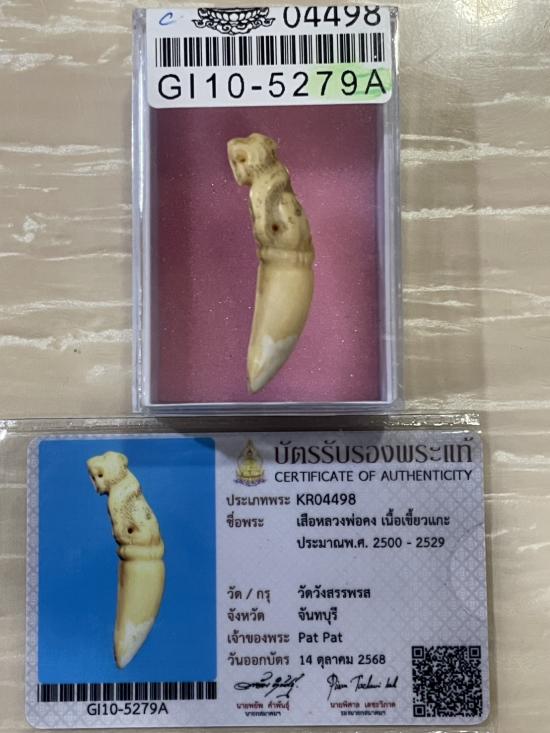 C 04498
GI10-5279A
บัตรรับรองพระแท้
CERTIFICATE OF AUTHENTICITY
ประเภทพระ KR04498
ชื่อพระ เสือหลวงพ่อคง เนื้อเขี้ยวแกะ
ประมาณพ.ศ. 2500 - 2529
วัด / กรุ วัดวังสรรพรส
จังหวัด จันทบุรี
เจ้าของพระ Pat Pat
วันออกบัตร 14 ตุลาคม 2568
GI10-5279A